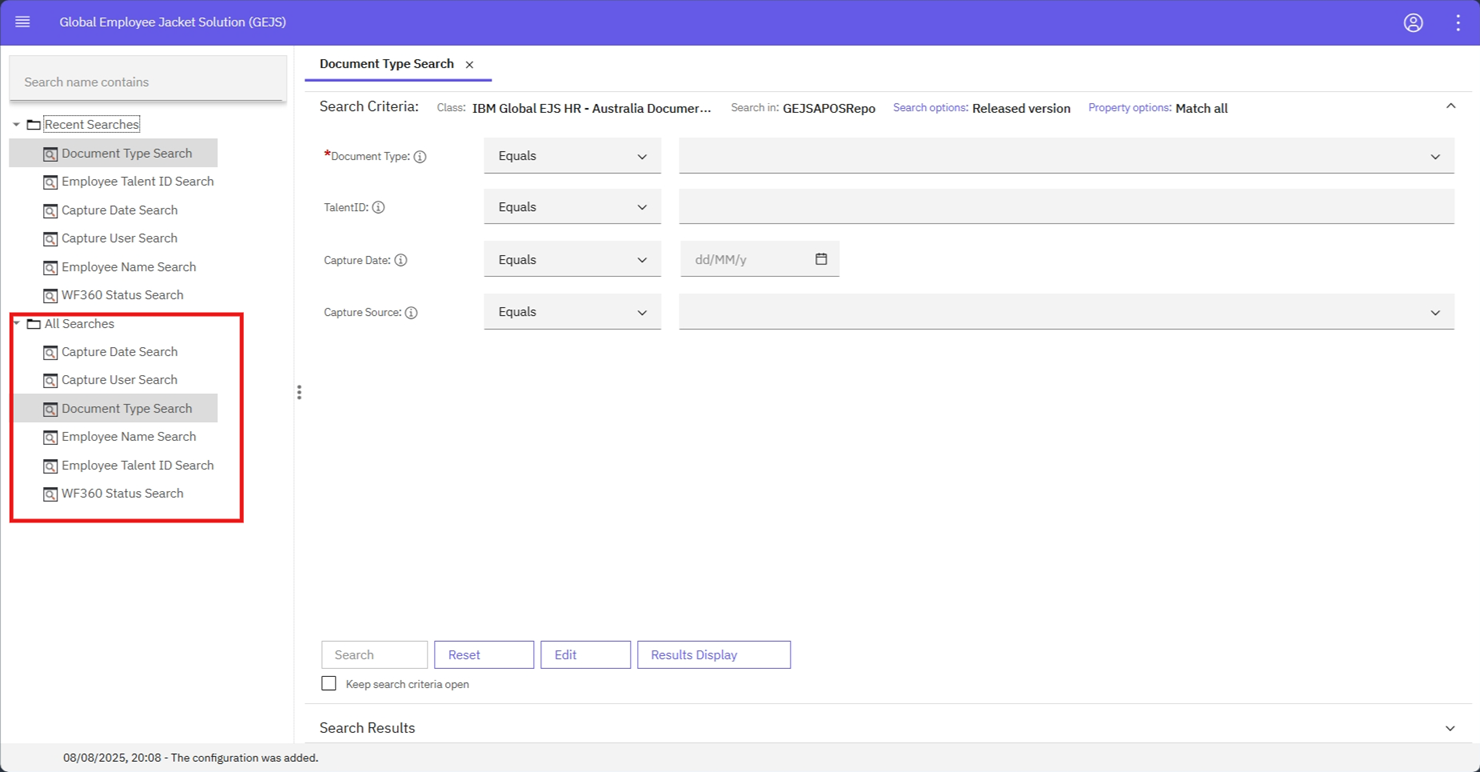 Global Employee Jacket Solution (GEJS)
Search name contains
Recent Searches
Document Type Search
Employee Talent ID Search
Capture Date Search
Capture User Search
Employee Name Search
WF360 Status Search
All Searches
Capture Date Search
Capture User Search
Document Type Search
Employee Name Search
Employee Talent ID Search
WF360 Status Search
Document Type Search ×
Search Criteria: Class: IBM Global EJS HR - Australia Documer... Search in: GEJSAPOSRepo Search options: Released version Property options: Match all
*Document Type: Equals
TalentID: Equals
Capture Date: Equals dd/MM/y
Capture Source: Equals
Search Reset Edit Results Display
Keep search criteria open
Search Results
08/08/2025, 20:08 - The configuration was added.